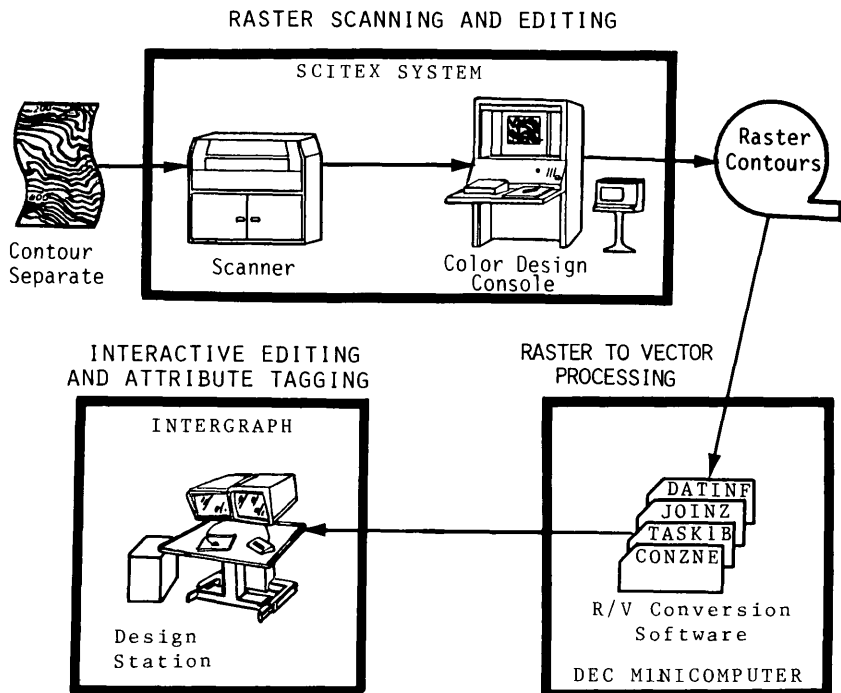 RASTER SCANNING AND EDITING
SCITEX SYSTEM
Contour
Separate
Scanner
Color Design
Console
Raster
Contours
INTERACTIVE EDITING
AND ATTRIBUTE TAGGING
INTERGRAPH
Design
Station
RASTER TO VECTOR
PROCESSING
DATINF
JOINZ
TASK1B
CONZNE
R/V Conversion
Software
DEC MINICOMPUTER